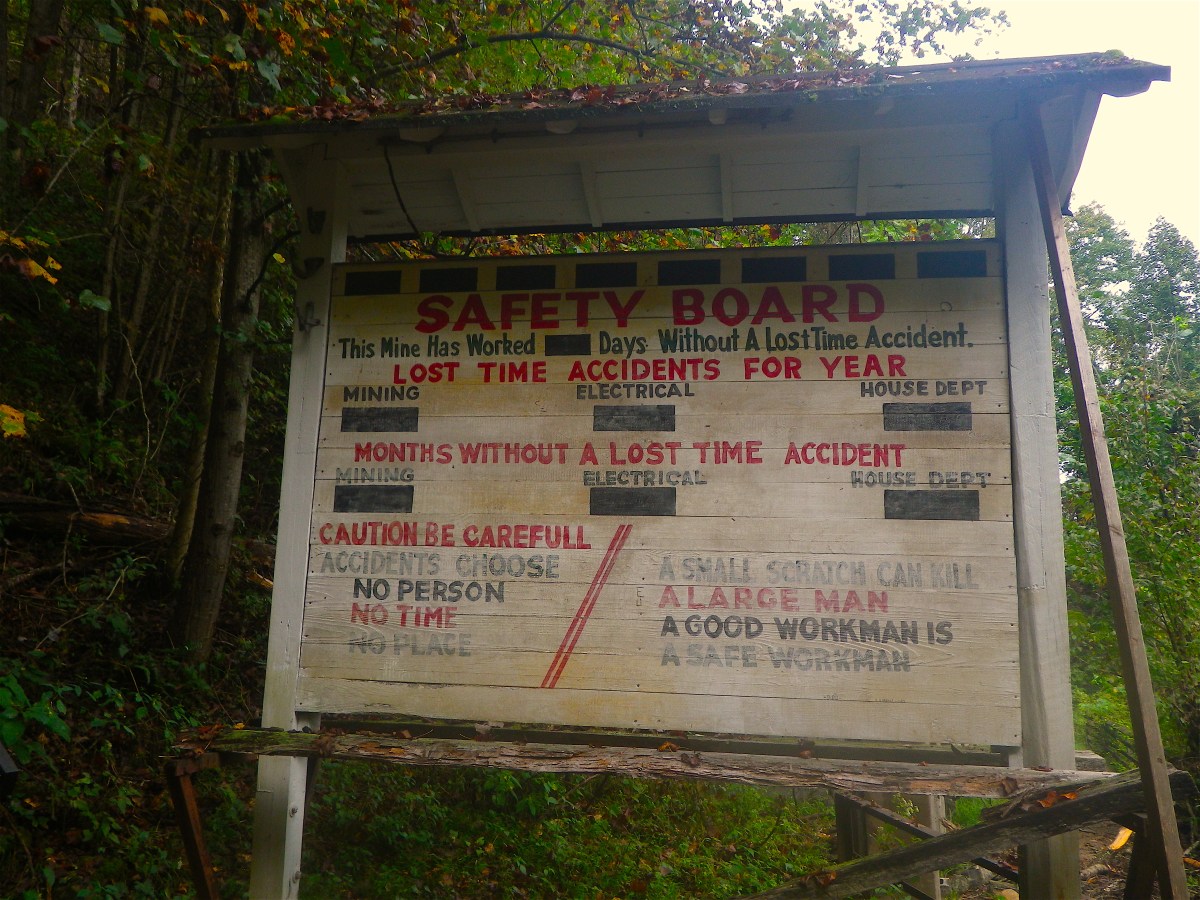 SAFETY BOARD
This Mine Has Worked Days Without A Lost Time Accident.
LOST TIME ACCIDENTS FOR YEAR
MINING ELECTRICAL HOUSE DEPT
MONTHS WITHOUT A LOST TIME ACCIDENT
MINING ELECTRICAL HOUSE DEPT
CAUTION BE CAREFULL
ACCIDENTS CHOOSE
NO PERSON
NO TIME
NO PLACE
A SMALL SCRATCH CAN KILL
A LARGE MAN
A GOOD WORKMAN IS
A SAFE WORKMAN